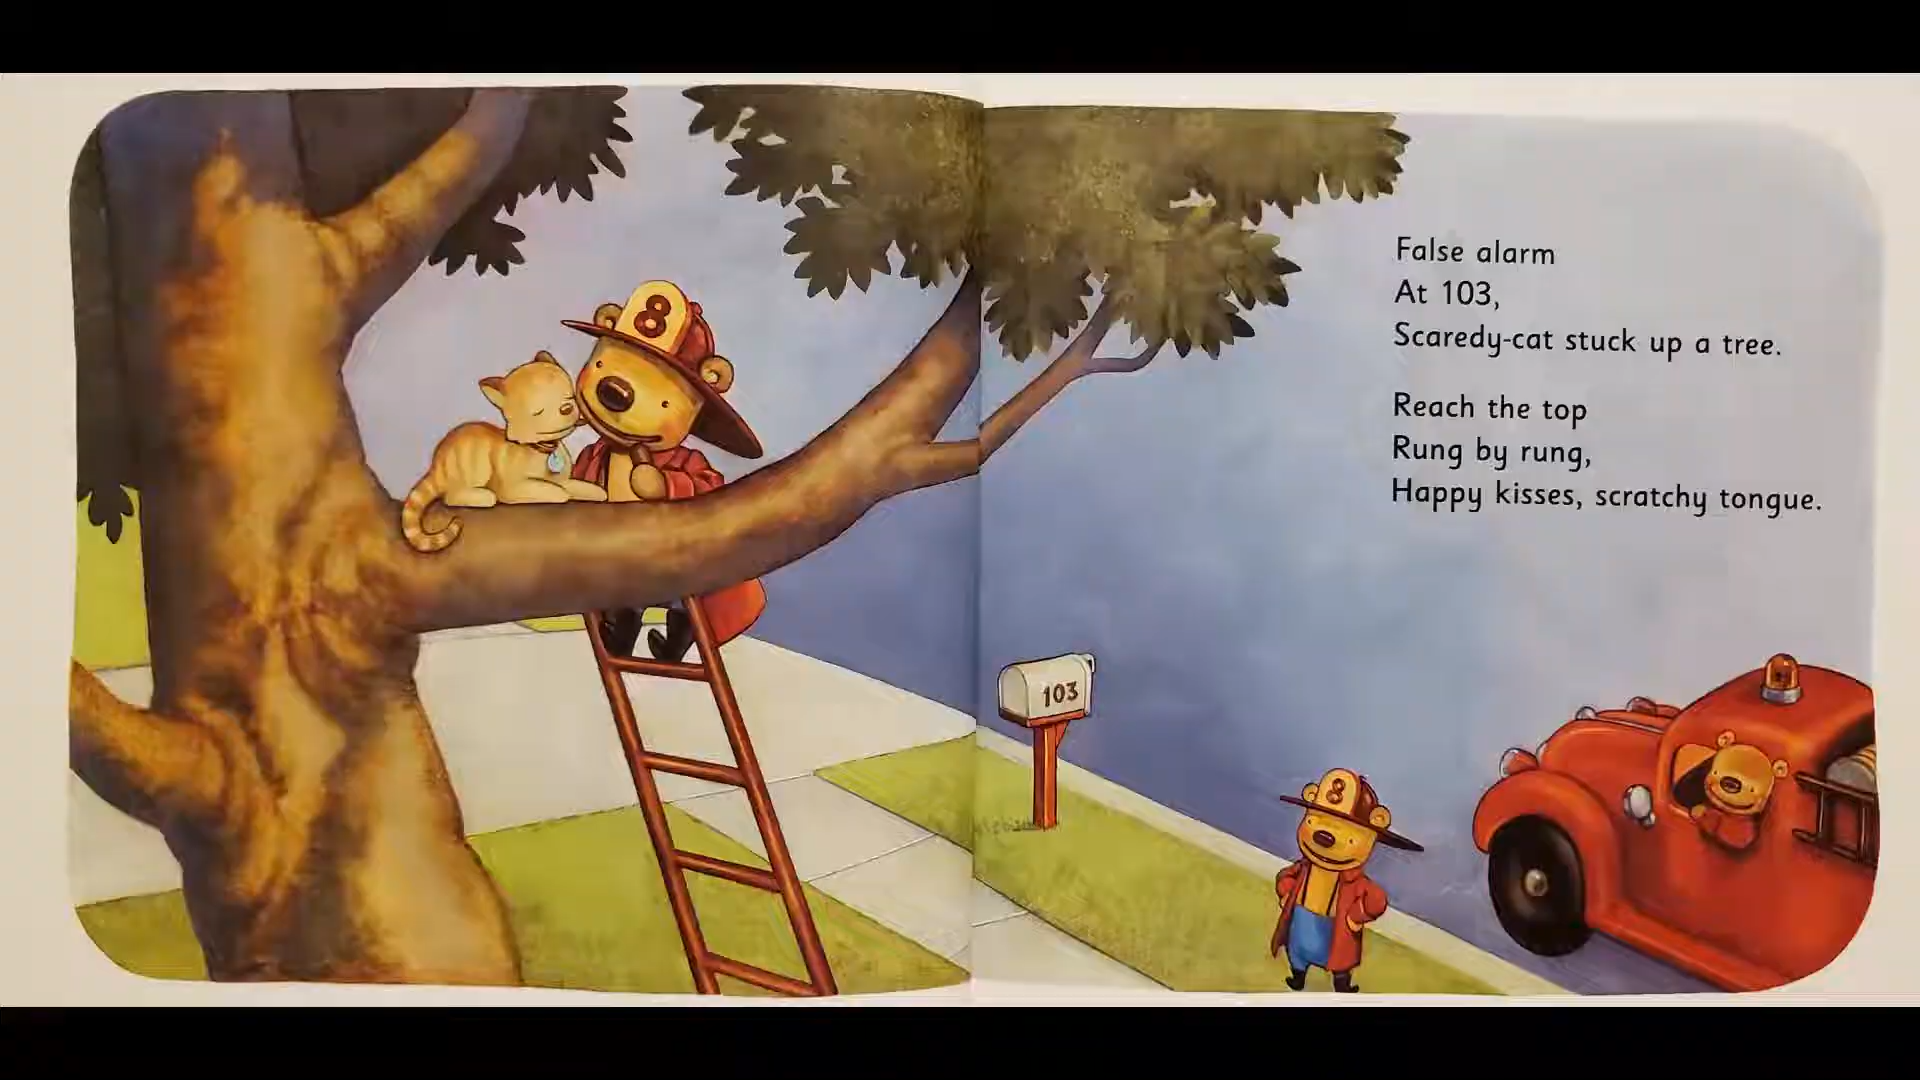 8
False alarm
At 103,
Scaredy-cat stuck up a tree.
Reach the top
Rung by rung,
Happy kisses, scratchy tongue.
103
8